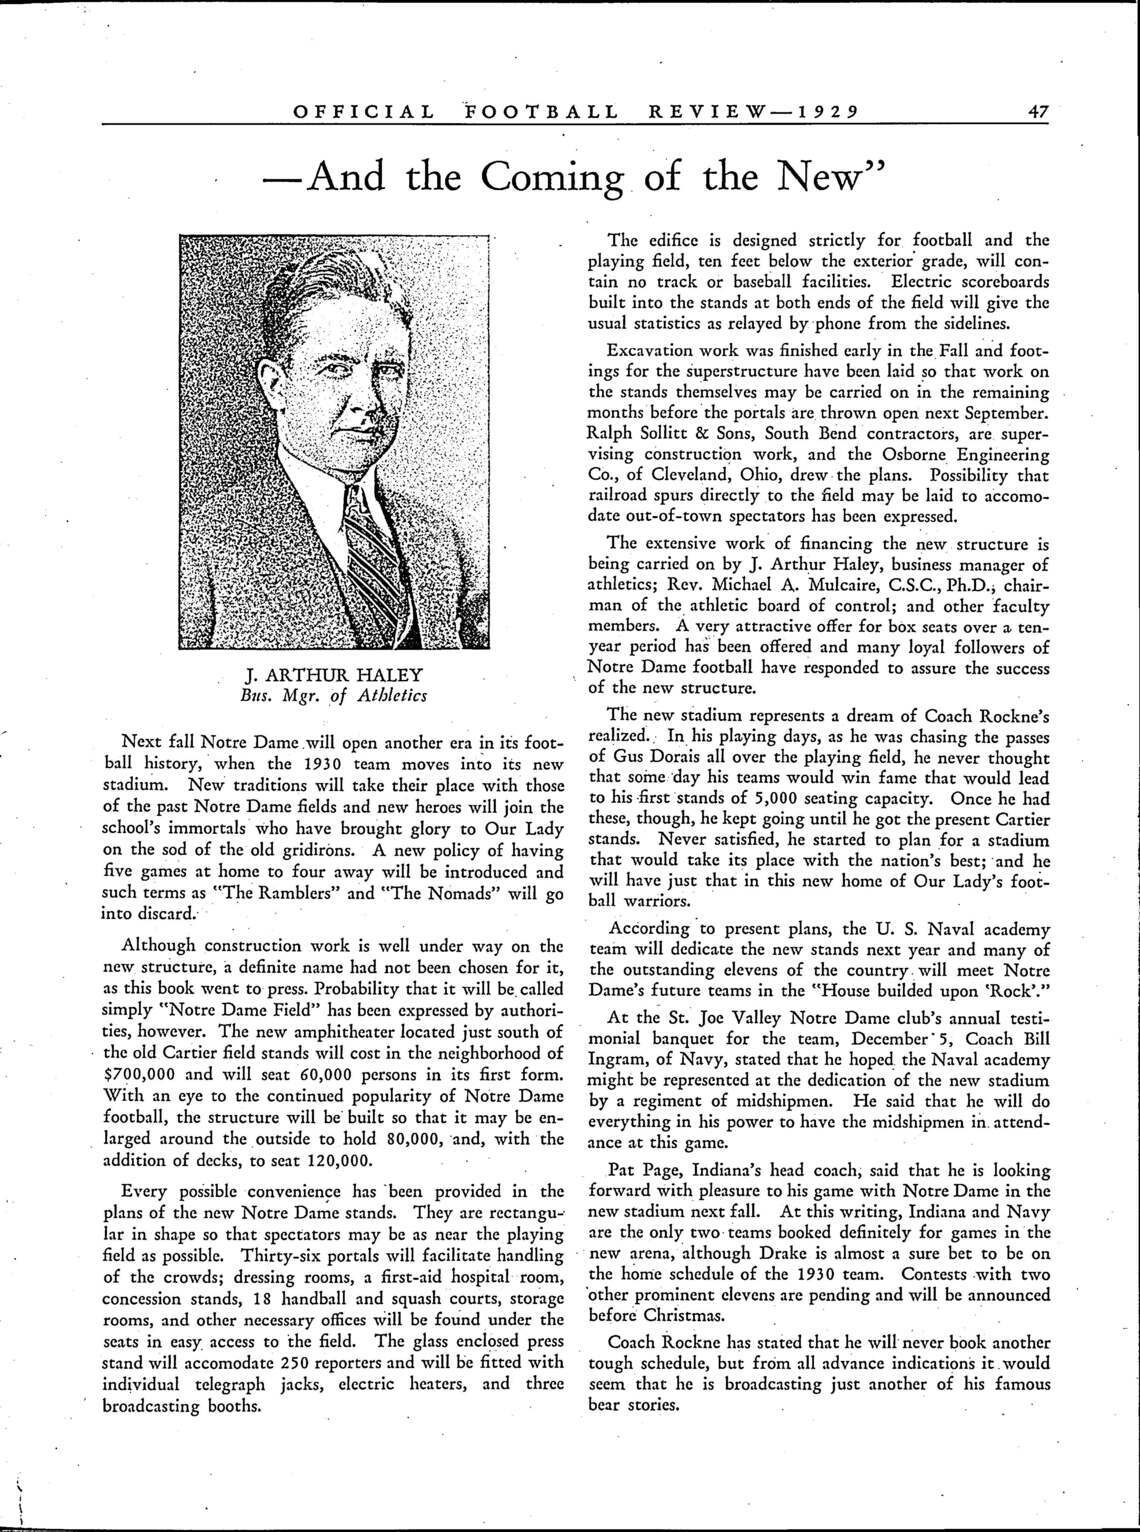 OFFICIAL FOOTBALL REVIEW—1929 47
—And the Coming of the New”
J. ARTHUR HALEY
Bus. Mgr. of Athletics
Next fall Notre Dame will open another era in its foot-
ball history, when the 1930 team moves into its new
stadium. New traditions will take their place with those
of the past Notre Dame fields and new heroes will join the
school’s immortals who have brought glory to Our Lady
on the sod of the old gridirons. A new policy of having
five games at home to four away will be introduced and
such terms as “The Ramblers” and “The Nomads” will go
into discard.
Although construction work is well under way on the
new structure, a definite name had not been chosen for it,
as this book went to press. Probability that it will be called
simply “Notre Dame Field” has been expressed by authori-
ties, however. The new amphitheater located just south of
the old Cartier field stands will cost in the neighborhood of
$700,000 and will seat 60,000 persons in its first form.
With an eye to the continued popularity of Notre Dame
football, the structure will be built so that it may be en-
larged around the outside to hold 80,000, and, with the
addition of decks, to seat 120,000.
Every possible convenience has been provided in the
plans of the new Notre Dame stands. They are rectangu-
lar in shape so that spectators may be as near the playing
field as possible. Thirty-six portals will facilitate handling
of the crowds; dressing rooms, a first-aid hospital room,
concession stands, 18 handball and squash courts, storage
rooms, and other necessary offices will be found under the
seats in easy access to the field. The glass enclosed press
stand will accomodate 250 reporters and will be fitted with
individual telegraph jacks, electric heaters, and three
broadcasting booths.
The edifice is designed strictly for football and the
playing field, ten feet below the exterior grade, will con-
tain no track or baseball facilities. Electric scoreboards
built into the stands at both ends of the field will give the
usual statistics as relayed by phone from the sidelines.
Excavation work was finished early in the Fall and foot-
ings for the superstructure have been laid so that work on
the stands themselves may be carried on in the remaining
months before the portals are thrown open next September.
Ralph Sollitt & Sons, South Bend contractors, are super-
vising construction work, and the Osborne Engineering
Co., of Cleveland, Ohio, drew the plans. Possibility that
railroad spurs directly to the field may be laid to accomo-
date out-of-town spectators has been expressed.
The extensive work of financing the new structure is
being carried on by J. Arthur Haley, business manager of
athletics; Rev. Michael A. Mulcaire, C.S.C., Ph.D., chair-
man of the athletic board of control; and other faculty
members. A very attractive offer for box seats over a ten-
year period has been offered and many loyal followers of
Notre Dame football have responded to assure the success
of the new structure.
The new stadium represents a dream of Coach Rockne’s
realized. In his playing days, as he was chasing the passes
of Gus Dorais all over the playing field, he never thought
that some day his teams would win fame that would lead
to his first stands of 5,000 seating capacity. Once he had
these, though, he kept going until he got the present Cartier
stands. Never satisfied, he started to plan for a stadium
that would take its place with the nation’s best; and he
will have just that in this new home of Our Lady’s foot-
ball warriors.
According to present plans, the U. S. Naval academy
team will dedicate the new stands next year and many of
the outstanding elevens of the country will meet Notre
Dame’s future teams in the “House builded upon ‘Rock’.”
At the St. Joe Valley Notre Dame club’s annual testi-
monial banquet for the team, December 5, Coach Bill
Ingram, of Navy, stated that he hoped the Naval academy
might be represented at the dedication of the new stadium
by a regiment of midshipmen. He said that he will do
everything in his power to have the midshipmen in attend-
ance at this game.
Pat Page, Indiana’s head coach, said that he is looking
forward with pleasure to his game with Notre Dame in the
new stadium next fall. At this writing, Indiana and Navy
are the only two teams booked definitely for games in the
new arena, although Drake is almost a sure bet to be on
the home schedule of the 1930 team. Contests with two
other prominent elevens are pending and will be announced
before Christmas.
Coach Rockne has stated that he will never book another
tough schedule, but from all advance indications it would
seem that he is broadcasting just another of his famous
bear stories.